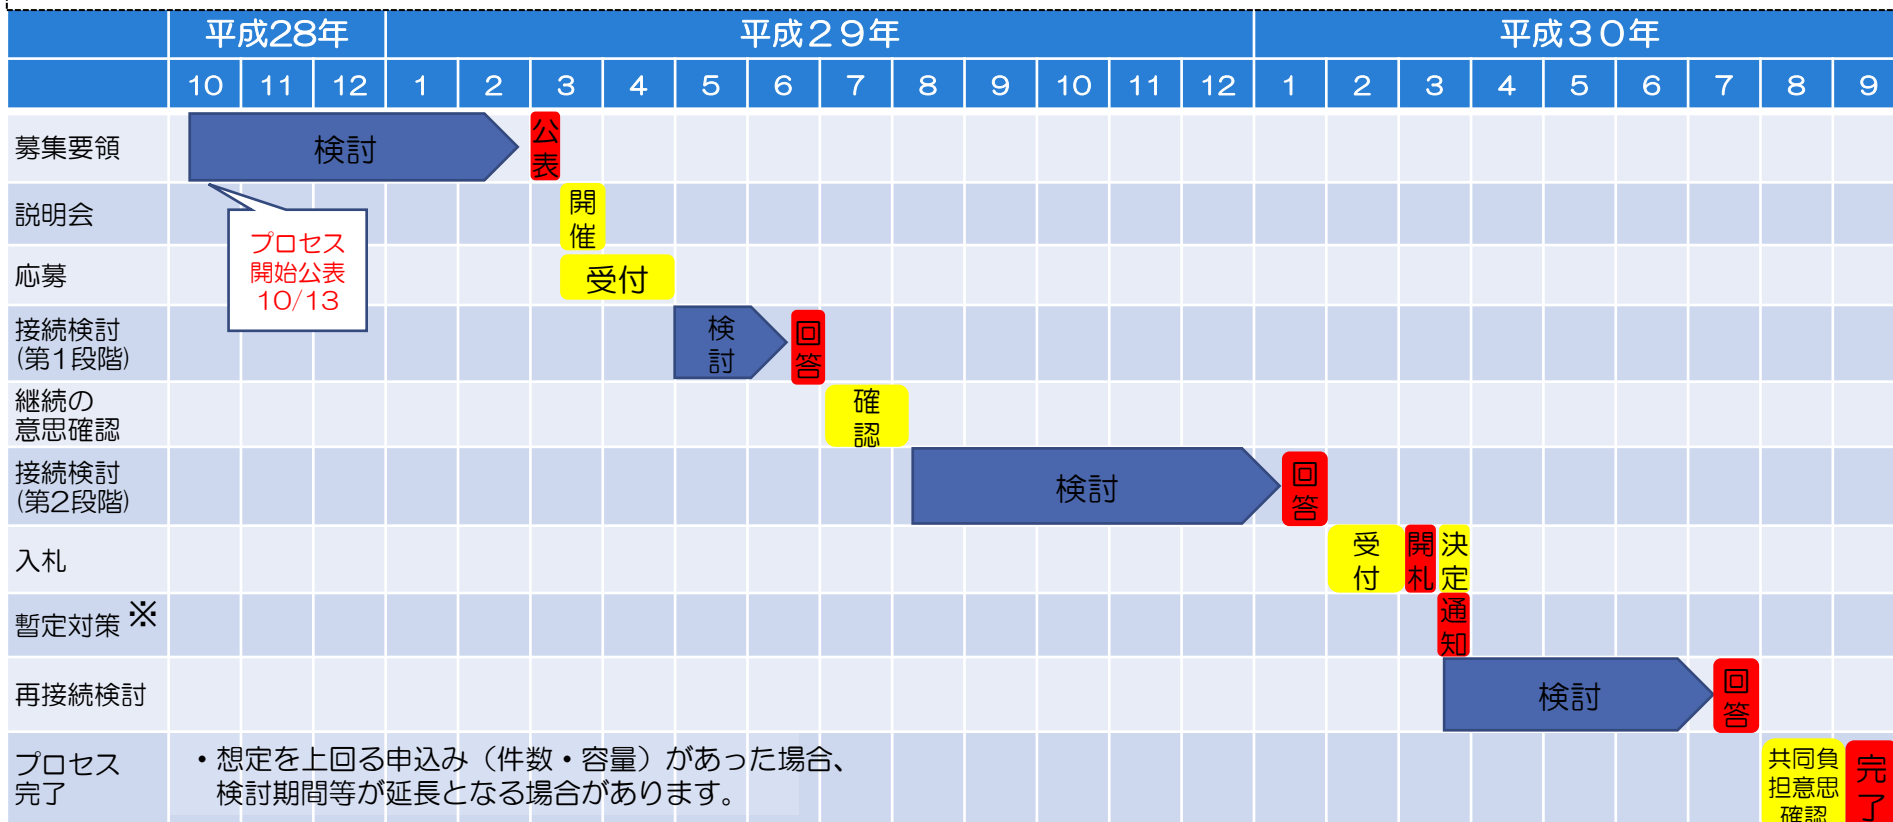 平成28年 平成29年 平成30年
10 11 12 1 2 3 4 5 6 7 8 9 10 11 12 1 2 3 4 5 6 7 8 9
募集要領 検討 公表
説明会 開催
プロセス
開始公表
10/13
応募 受付
接続検討
(第1段階)
検討 回答
継続の
意思確認
確認
接続検討
(第2段階)
検討 回答
入札 受付 開札 決定
暫定対策※ 通知
再接続検討 検討 回答
プロセス
完了
・想定を上回る申込み（件数・容量）があった場合、
検討期間等が延長となる場合があります。
共同負
担意思
確認
完了